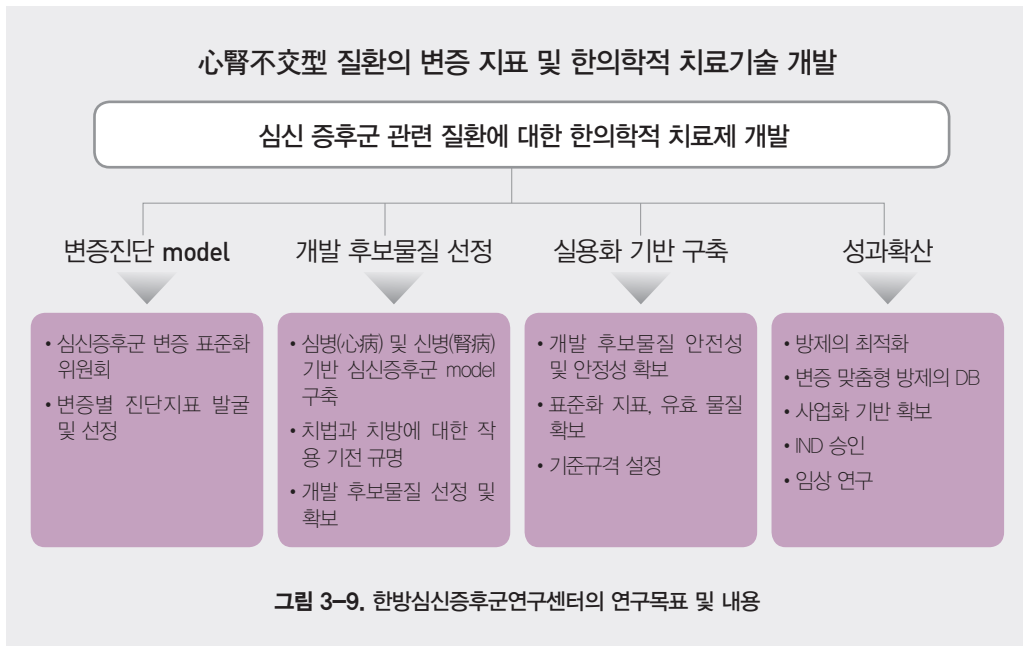 心腎不交型 질환의 변증 지표 및 한의학적 치료기술 개발
심신 증후군 관련 질환에 대한 한의학적 치료제 개발
변증진단 model
• 심신증후군 변증 표준화
위원회
• 변증별 진단지표 발굴
및 선정
개발 후보물질 선정
• 심병(心病) 및 신병(腎病)
기반 심신증후군 model
구축
• 치법과 치방에 대한 작
용 기전 규명
• 개발 후보물질 선정 및
확보
실용화 기반 구축
• 개발 후보물질 안전성
및 안정성 확보
• 표준화 지표, 유효 물질
확보
• 기준규격 설정
성과확산
• 방제의 최적화
• 변증 맞춤형 방제의 DB
• 사업화 기반 확보
• IND 승인
• 임상 연구
그림 3-9. 한방심신증후군연구센터의 연구목표 및 내용